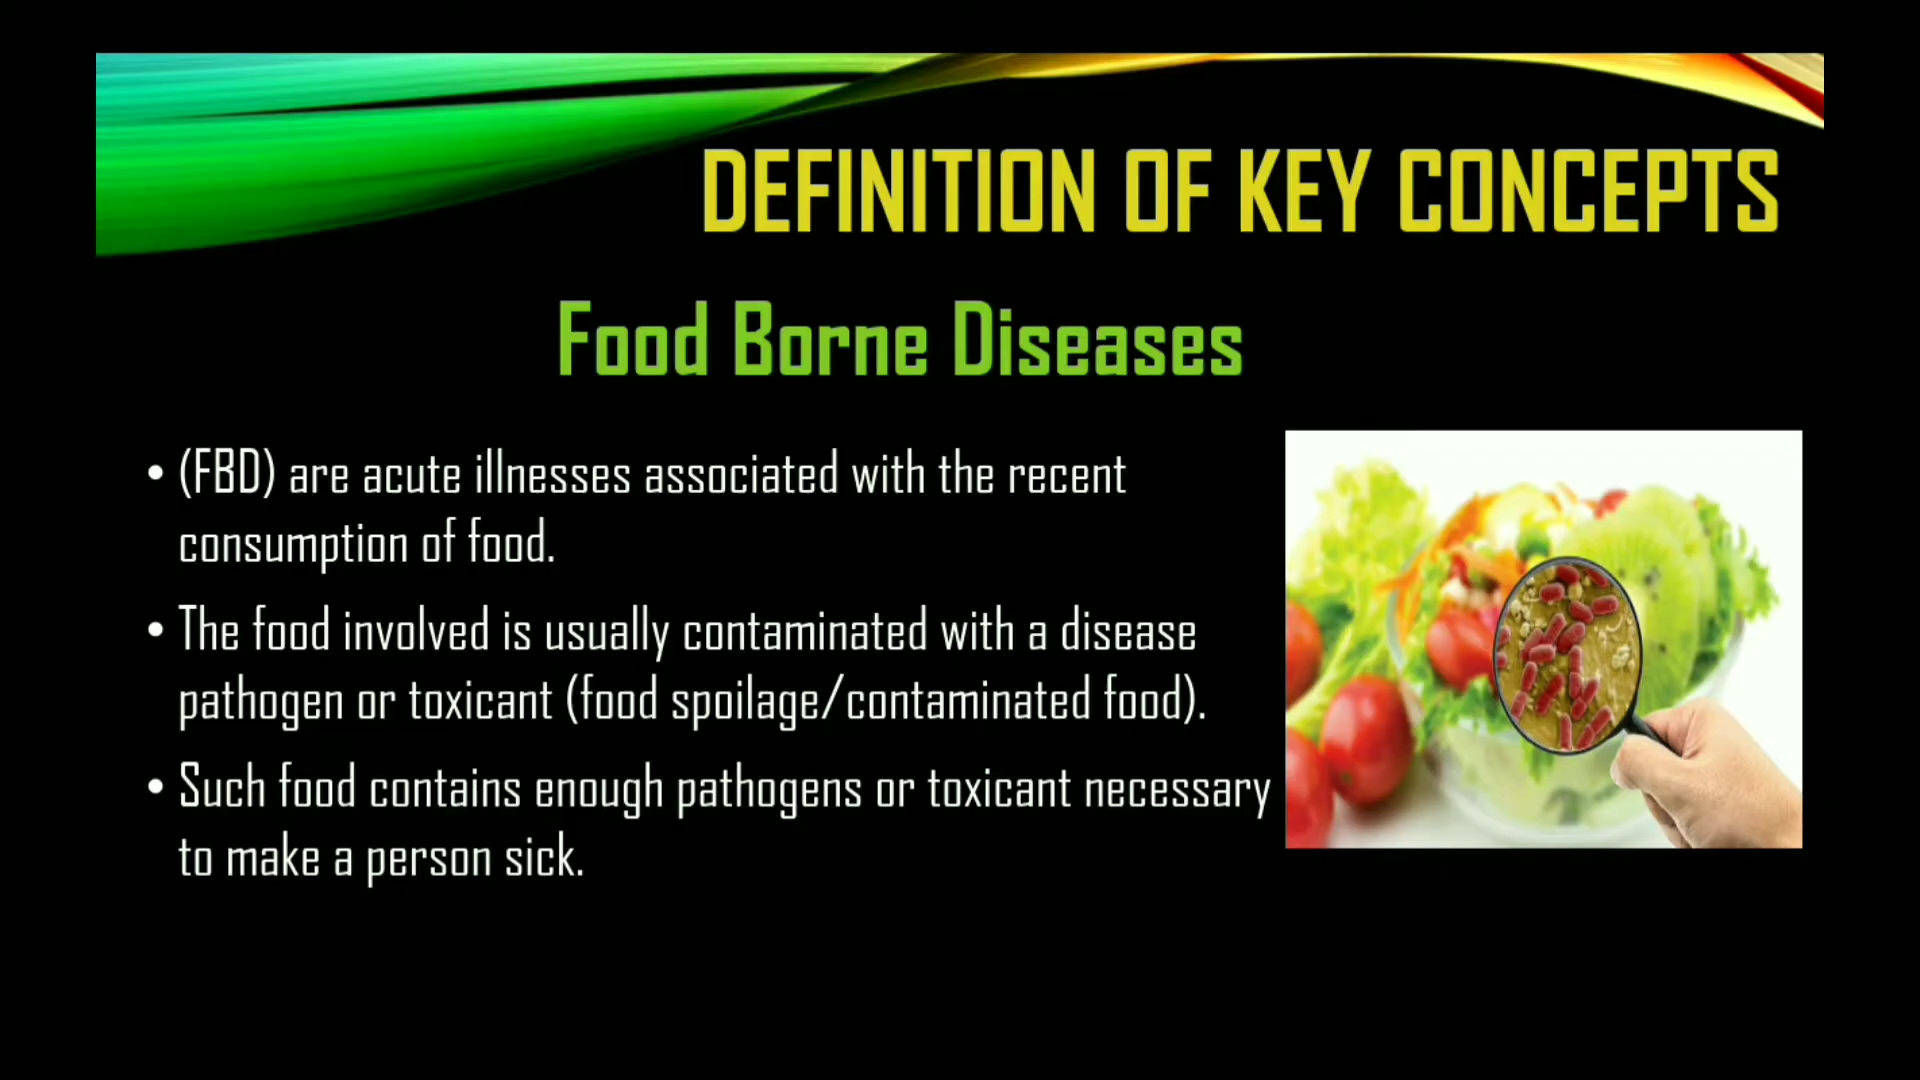 DEFINITION OF KEY CONCEPTS
Food Borne Diseases
• (FBD) are acute illnesses associated with the recent
consumption of food.
• The food involved is usually contaminated with a disease
pathogen or toxicant (food spoilage/contaminated food).
• Such food contains enough pathogens or toxicant necessary
to make a person sick.